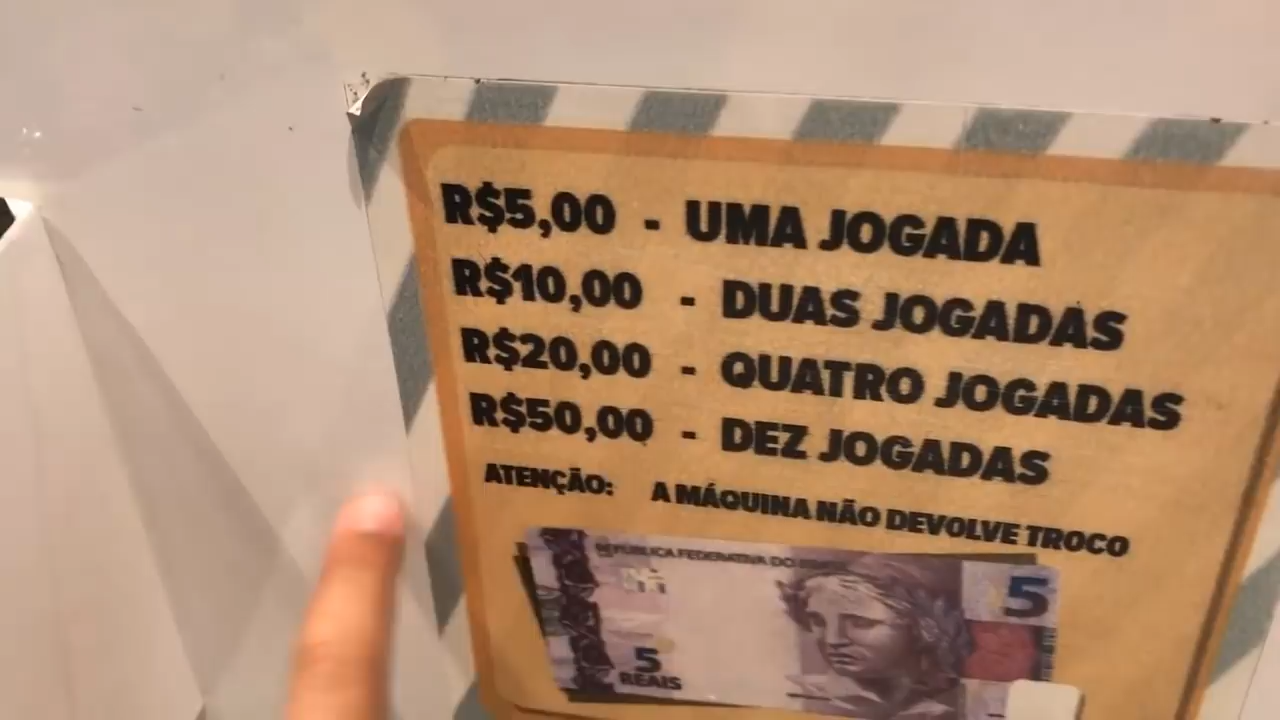 R$5,00 - UMA JOGADA
R$10,00 - DUAS JOGADAS
R$20,00 - QUATRO JOGADAS
R$50,00 - DEZ JOGADAS
ATENÇÃO: A MÁQUINA NÃO DEVOLVE TROCO
REPÚBLICA FEDERATIVA DO
5
5
REAIS